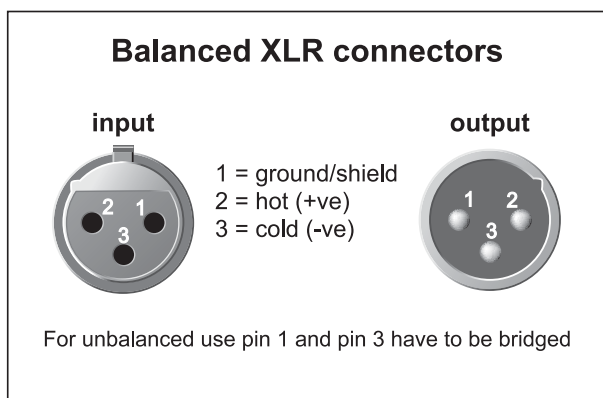 Balanced XLR connectors
input
output
1 = ground/shield
2 = hot (+ve)
3 = cold (-ve)
2 1
3
1 2
3
For unbalanced use pin 1 and pin 3 have to be bridged